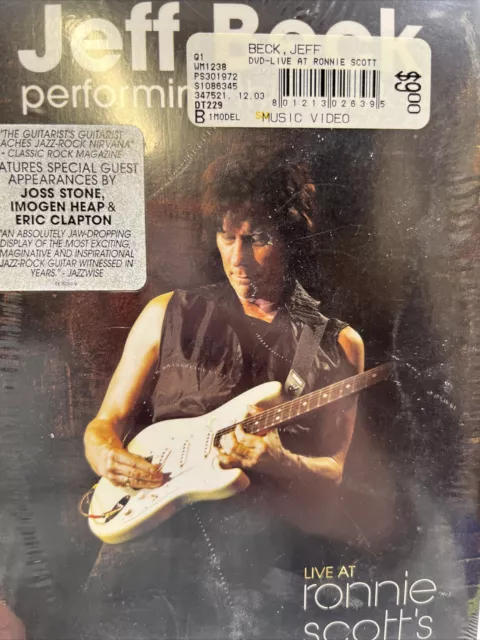 Jeff Beck
performin
Q1
WM1238
PS301972
S1086345
347521. 12.03
DT229
B 1MODEL
BECK, JEFF
DVD-LIVE AT RONNIE SCOTT
8 01213 02639 5
MUSIC VIDEO
$9.00
"THE GUITARIST'S GUITARIST
ACHES JAZZ-ROCK NIRVANA"
- CLASSIC ROCK MAGAZINE
ATURES SPECIAL GUEST
APPEARANCES BY
JOSS STONE,
IMOGEN HEAP &
ERIC CLAPTON
"AN ABSOLUTELY JAW-DROPPING
DISPLAY OF THE MOST EXCITING,
MAGINATIVE AND INSPIRATIONAL
JAZZ-ROCK GUITAR WITNESSED IN
YEARS." - JAZZWISE
LIVE AT
ronnie
scott's